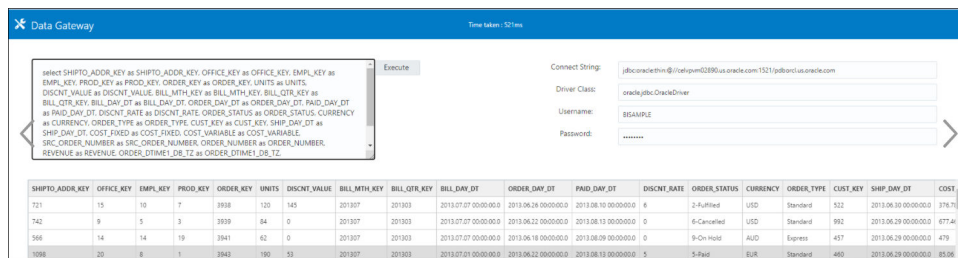 Data Gateway
Time taken : 521ms
select SHIPTO_ADDR_KEY as SHIPTO_ADDR_KEY, OFFICE_KEY as OFFICE_KEY, EMPL_KEY as
EMPL_KEY, PROD_KEY as PROD_KEY, ORDER_KEY as ORDER_KEY, UNITS as UNITS,
DISCNT_VALUE as DISCNT_VALUE, BILL_MTH_KEY as BILL_MTH_KEY, BILL_QTR_KEY as
BILL_QTR_KEY, BILL_DAY_DT as BILL_DAY_DT, ORDER_DAY_DT as ORDER_DAY_DT, PAID_DAY_DT
as PAID_DAY_DT, DISCNT_RATE as DISCNT_RATE, ORDER_STATUS as ORDER_STATUS, CURRENCY
as CURRENCY, ORDER_TYPE as ORDER_TYPE, CUST_KEY as CUST_KEY, SHIP_DAY_DT as
SHIP_DAY_DT, COST_FIXED as COST_FIXED, COST_VARIABLE as COST_VARIABLE,
SRC_ORDER_NUMBER as SRC_ORDER_NUMBER, ORDER_NUMBER as ORDER_NUMBER,
REVENUE as REVENUE, ORDER_DTIME1_DB_TZ as ORDER_DTIME1_DB_TZ,
Execute
Connect String: jdbc:oracle:thin:@//celvpvm02890.us.oracle.com:1521/pdborcl.us.oracle.com
Driver Class: oracle.jdbc.OracleDriver
Username: BISAMPLE
Password: ••••••••
SHIPTO_ADDR_KEY OFFICE_KEY EMPL_KEY PROD_KEY ORDER_KEY UNITS DISCNT_VALUE BILL_MTH_KEY BILL_QTR_KEY BILL_DAY_DT ORDER_DAY_DT PAID_DAY_DT DISCNT_RATE ORDER_STATUS CURRENCY ORDER_TYPE CUST_KEY SHIP_DAY_DT COST_
721 15 10 7 3938 120 145 201307 201303 2013.07.07 00:00:00.0 2013.06.26 00:00:00.0 2013.08.10 00:00:00.0 6 2-Fulfilled USD Standard 522 2013.06.30 00:00:00.0 376.78
742 9 5 3 3939 84 0 201307 201303 2013.07.07 00:00:00.0 2013.06.22 00:00:00.0 2013.08.13 00:00:00.0 0 6-Cancelled USD Standard 992 2013.06.29 00:00:00.0 677.46
566 14 14 19 3941 62 0 201307 201303 2013.07.07 00:00:00.0 2013.06.18 00:00:00.0 2013.08.09 00:00:00.0 0 9-On Hold AUD Express 457 2013.06.29 00:00:00.0 479
1098 20 8 1 3943 190 53 201307 201303 2013.07.01 00:00:00.0 2013.06.22 00:00:00.0 2013.08.13 00:00:00.0 5 5-Paid EUR Standard 460 2013.06.29 00:00:00.0 85.06